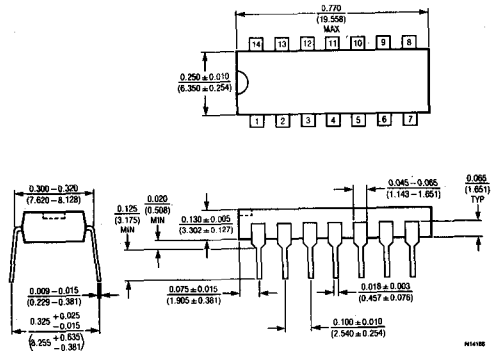 0.770
(19.558)
MAX
14 13 12 11 10 9 8
0.250 ± 0.010
(6.350 ± 0.254)
1 2 3 4 5 6 7
0.300 – 0.320
(7.620 – 8.128)
0.125
(3.175)
MIN
0.020
(0.508)
MIN
0.130 ± 0.005
(3.302 ± 0.127)
0.045 – 0.065
(1.143 – 1.651)
0.065
(1.651)
TYP
0.009 – 0.015
(0.229 – 0.381)
0.075 ± 0.015
(1.905 ± 0.381)
0.018 ± 0.003
(0.457 ± 0.076)
0.325 +0.025
–0.015
(8.255 +0.635
–0.381)
0.100 ± 0.010
(2.540 ± 0.254)